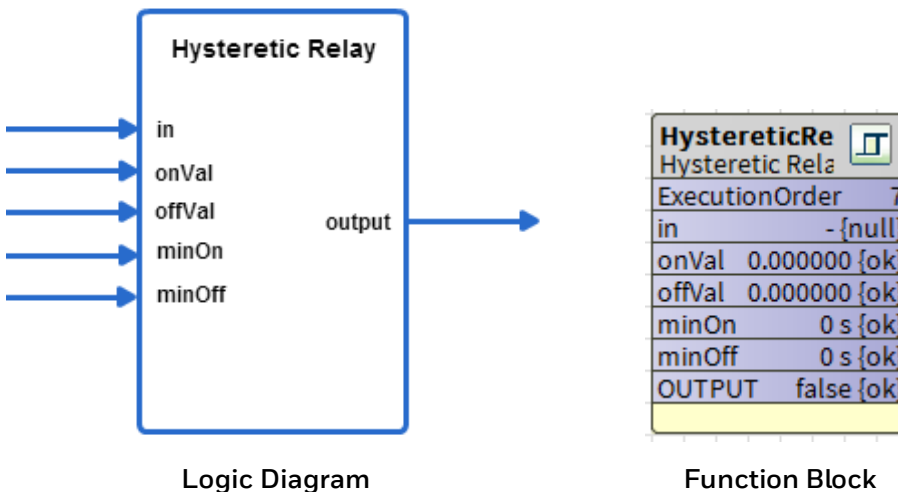 Hysteretic Relay
in
onVal
offVal
output
minOn
minOff
Logic Diagram
HystereticRe
Hysteretic Rela
ExecutionOrder 7
in - {null}
onVal 0.000000 {ok}
offVal 0.000000 {ok}
minOn 0 s {ok}
minOff 0 s {ok}
OUTPUT false {ok}
Function Block